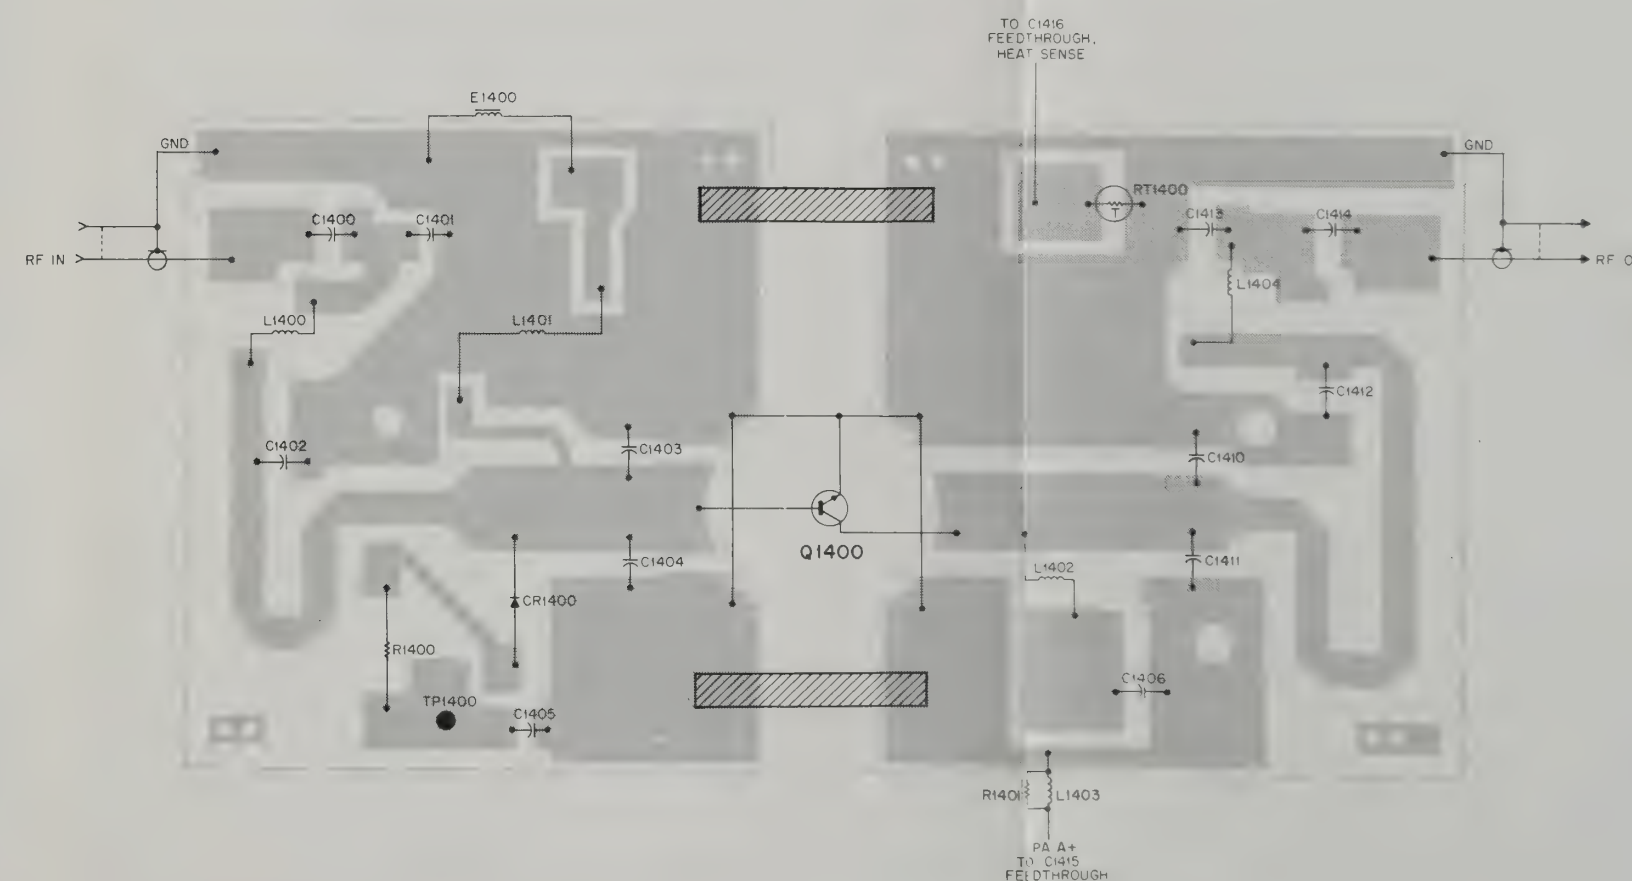 TO C1416
FEEDTHROUGH,
HEAT SENSE
E1400
GND
GND
RT1400
C1400
C1401
C1413
C1414
RF IN
RF O
L1404
L1400
L1401
C1412
C1402
C1403
C1410
Q1400
C1404
L1402
C1411
CR1400
R1400
C1406
TP1400
C1405
R1401
L1403
PA A+
TO C1415
FEEDTHROUGH